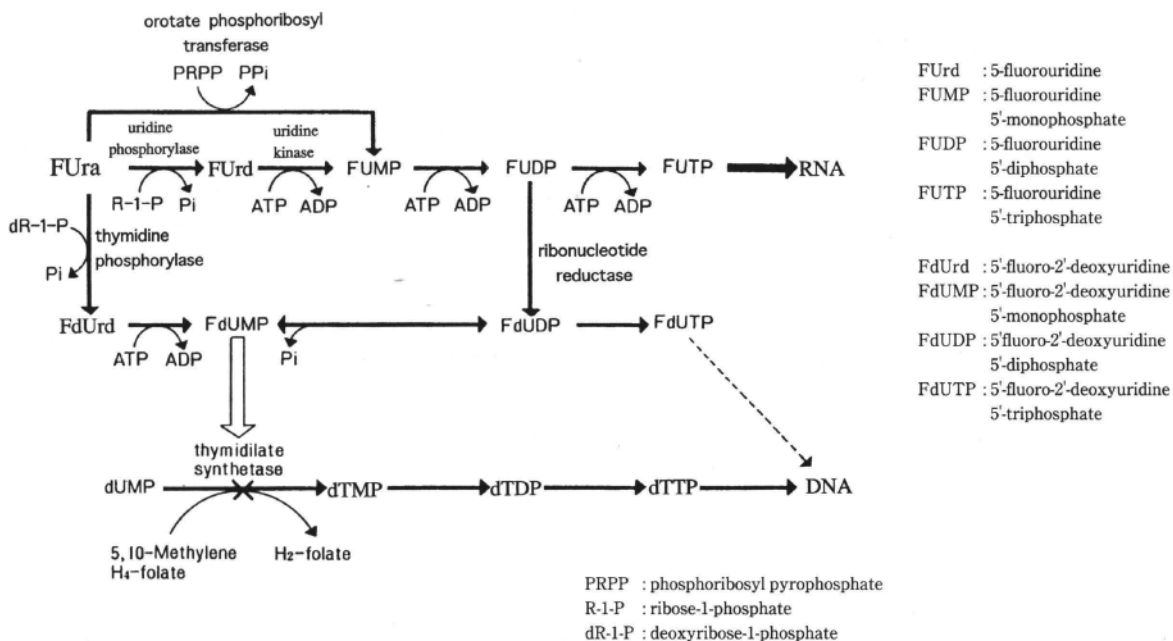 orotate phosphoribosyl
transferase
PRPP PPi
uridine
phosphorylase
uridine
kinase
FUra FUrd FUMP FUDP FUTP RNA
R-1-P Pi ATP ADP ATP ADP ATP ADP
dR-1-P
thymidine
phosphorylase
Pi
ribonucleotide
reductase
FdUrd FdUMP FdUDP FdUTP
ATP ADP Pi
thymidilate
synthetase
dUMP dTMP dTDP dTTP DNA
5,10-Methylene
H4-folate
H2-folate
FUrd : 5-fluorouridine
FUMP : 5-fluorouridine
5'-monophosphate
FUDP : 5-fluorouridine
5'-diphosphate
FUTP : 5-fluorouridine
5'-triphosphate
FdUrd : 5'-fluoro-2'-deoxyuridine
FdUMP : 5'-fluoro-2'-deoxyuridine
5'-monophosphate
FdUDP : 5'fluoro-2'-deoxyuridine
5'-diphosphate
FdUTP : 5'-fluoro-2'-deoxyuridine
5'-triphosphate
PRPP : phosphoribosyl pyrophosphate
R-1-P : ribose-1-phosphate
dR-1-P : deoxyribose-1-phosphate